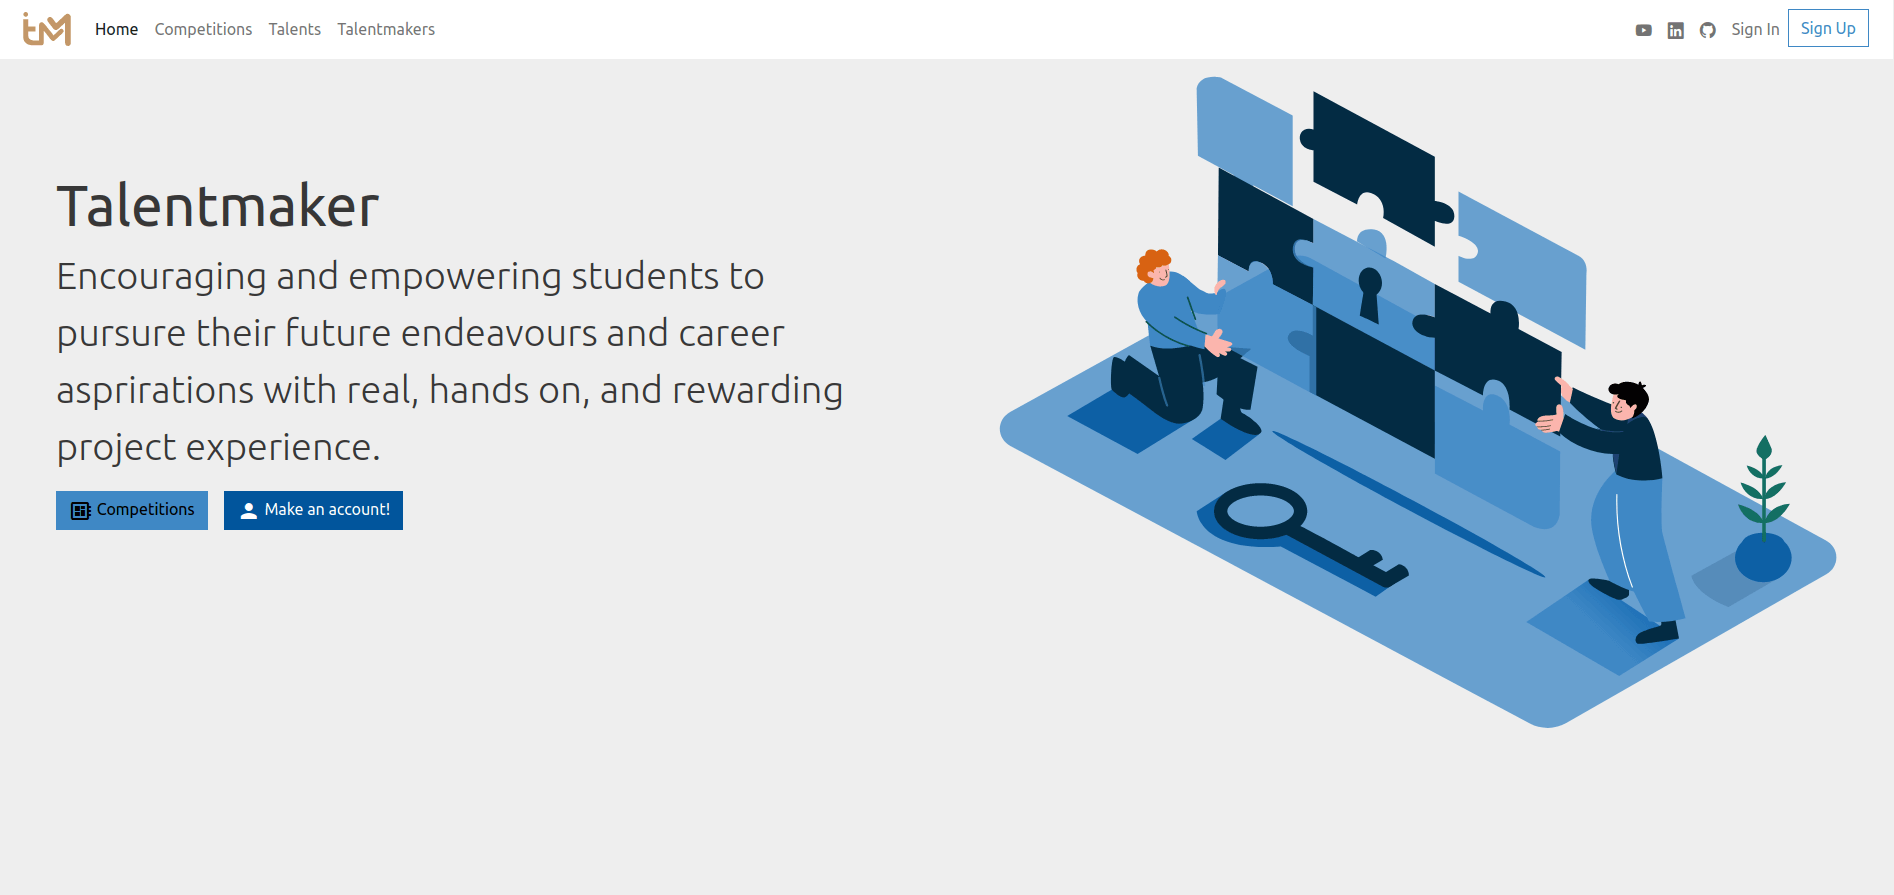 tMM Home Competitions Talents Talentmakers Sign In Sign Up
Talentmaker
Encouraging and empowering students to
pursure their future endeavours and career
asprirations with real, hands on, and rewarding
project experience.
Competitions Make an account!